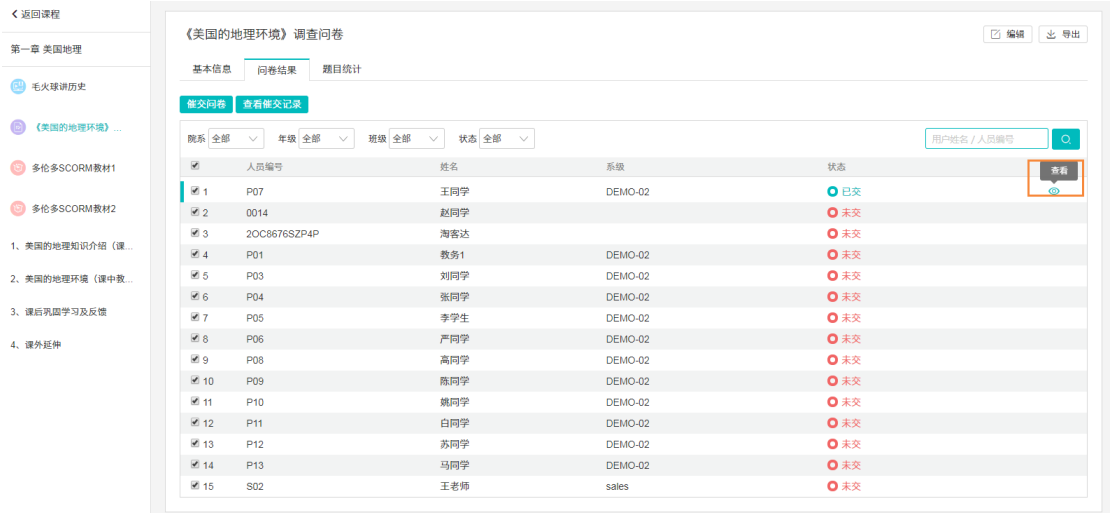 返回课程
第一章 美国地理
毛火球讲历史
《美国的地理环境》...
多伦多SCORM教材1
多伦多SCORM教材2
1、美国的地理知识介绍（课...
2、美国的地理环境（课中教...
3、课后巩固学习及反馈
4、课外延伸
《美国的地理环境》调查问卷
编辑 导出
基本信息 问卷结果 题目统计
催交问卷 查看催交记录
院系 全部 年级 全部 班级 全部 状态 全部 用户姓名 / 人员编号
人员编号 姓名 系级 状态
查看
1 P07 王同学 DEMO-02 已交
2 0014 赵同学 未交
3 2OC8676SZP4P 淘客达 未交
4 P01 教务1 DEMO-02 未交
5 P03 刘同学 DEMO-02 未交
6 P04 张同学 DEMO-02 未交
7 P05 李学生 DEMO-02 未交
8 P06 严同学 DEMO-02 未交
9 P08 高同学 DEMO-02 未交
10 P09 陈同学 DEMO-02 未交
11 P10 姚同学 DEMO-02 未交
12 P11 白同学 DEMO-02 未交
13 P12 苏同学 DEMO-02 未交
14 P13 马同学 DEMO-02 未交
15 S02 王老师 sales 未交